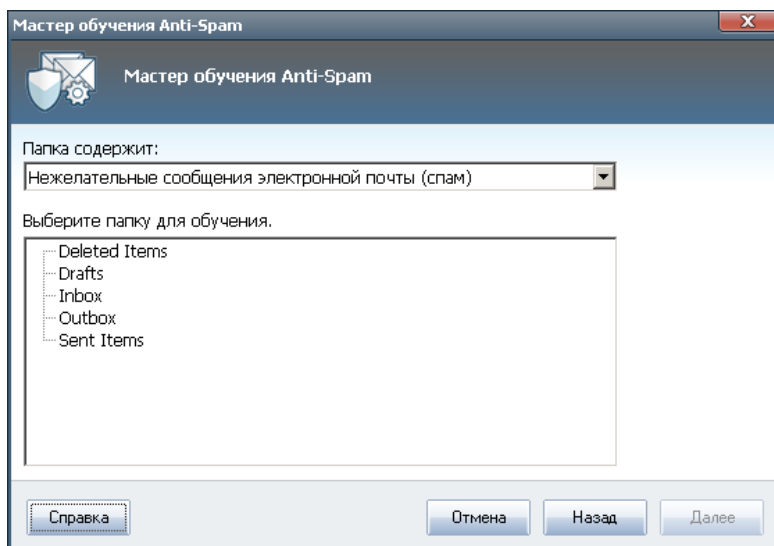 Мастер обучения Anti-Spam
Мастер обучения Anti-Spam
Папка содержит:
Нежелательные сообщения электронной почты (спам)
Выберите папку для обучения.
Deleted Items
Drafts
Inbox
Outbox
Sent Items
Справка Отмена Назад Далее